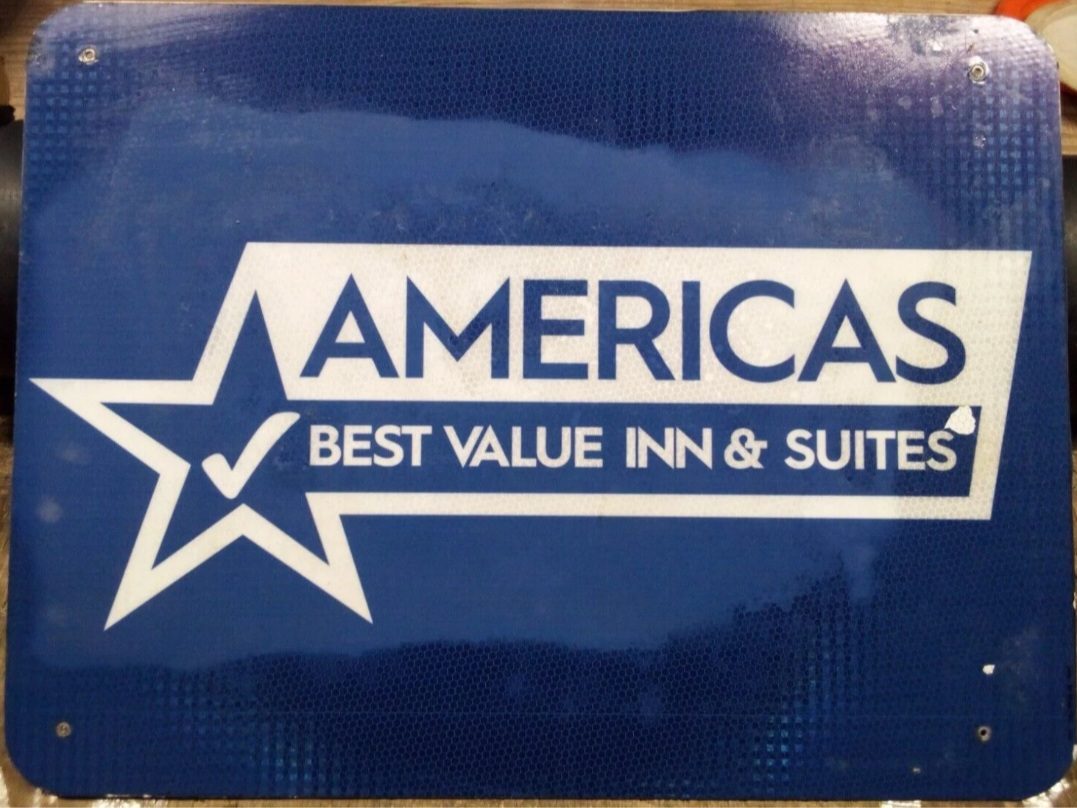 AMERICAS
BEST VALUE INN & SUITES